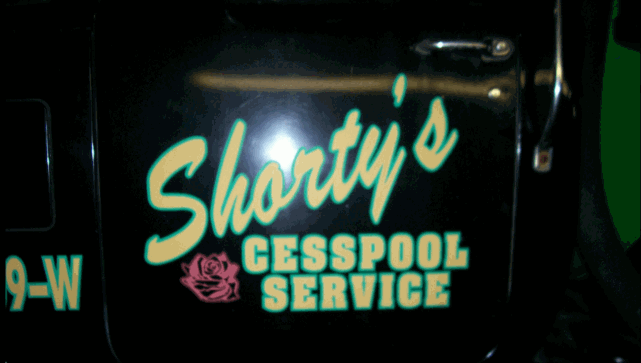 Shorty's
CESSPOOL
SERVICE
9-W